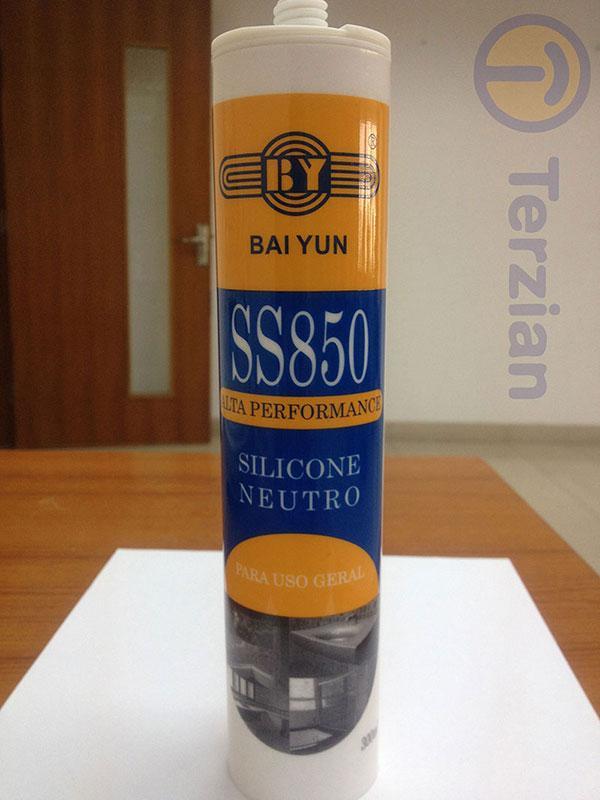 BY
®
BAI YUN
SS850
ALTA PERFORMANCE
SILICONE
NEUTRO
PARA USO GERAL
Terzian